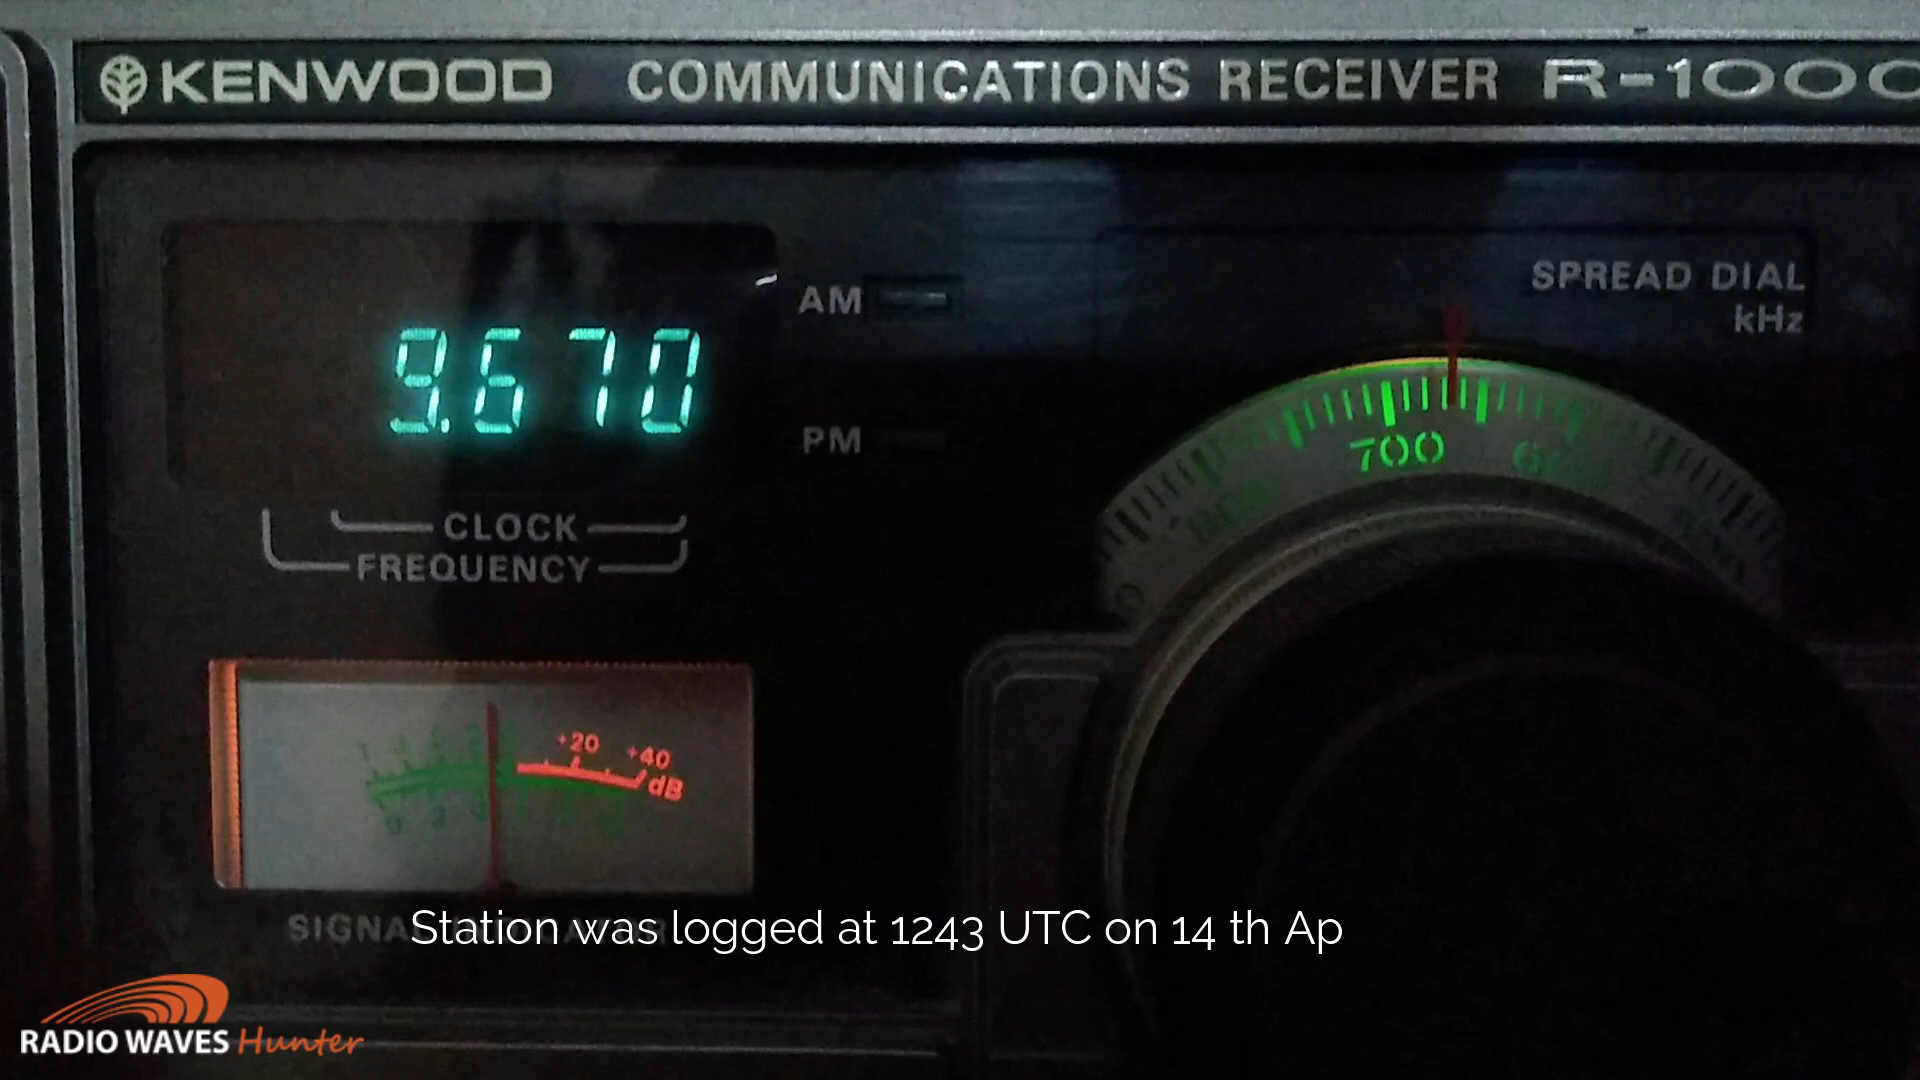 KENWOOD COMMUNICATIONS RECEIVER R-1000
SPREAD DIAL
kHz
AM
9.670
PM
700
CLOCK
FREQUENCY
+20 +40
dB
Station was logged at 1243 UTC on 14 th Ap
RADIO WAVES Hunter